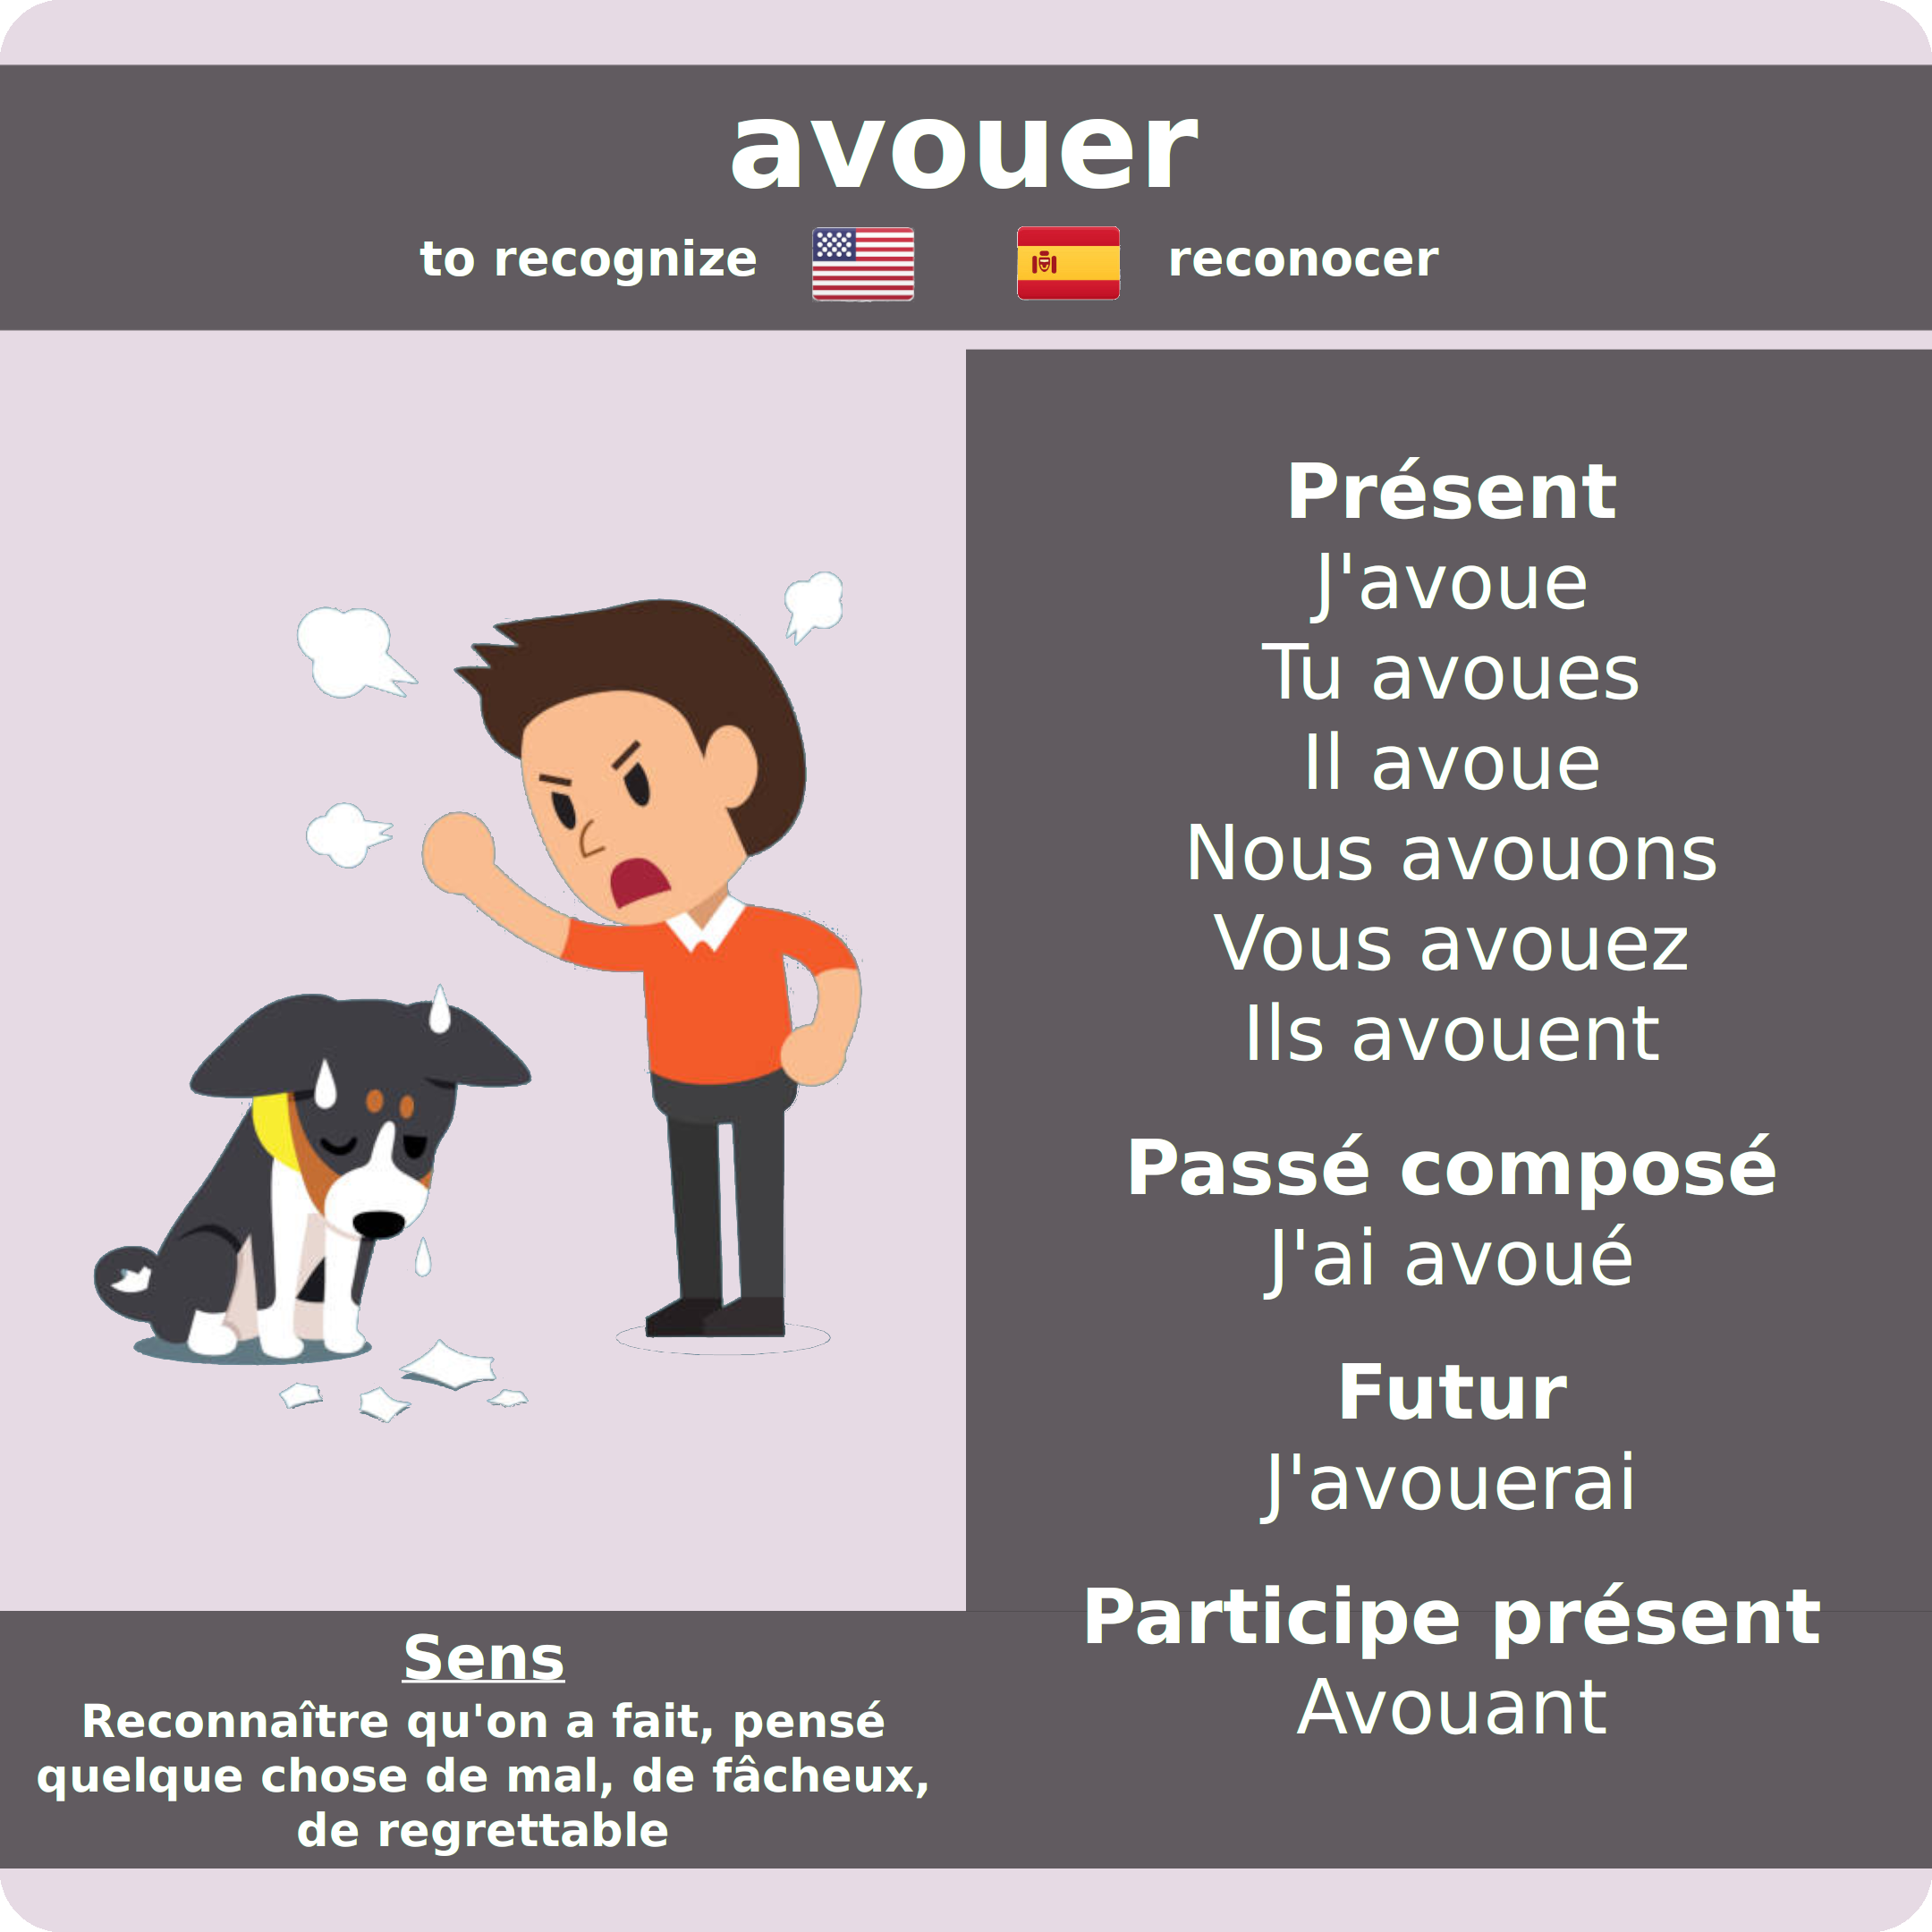 avouer
to recognize
reconocer
Présent
J'avoue
Tu avoues
Il avoue
Nous avouons
Vous avouez
Ils avouent
Passé composé
J'ai avoué
Futur
J'avouerai
Participe présent
Avouant
Sens
Reconnaître qu'on a fait, pensé
quelque chose de mal, de fâcheux,
de regrettable